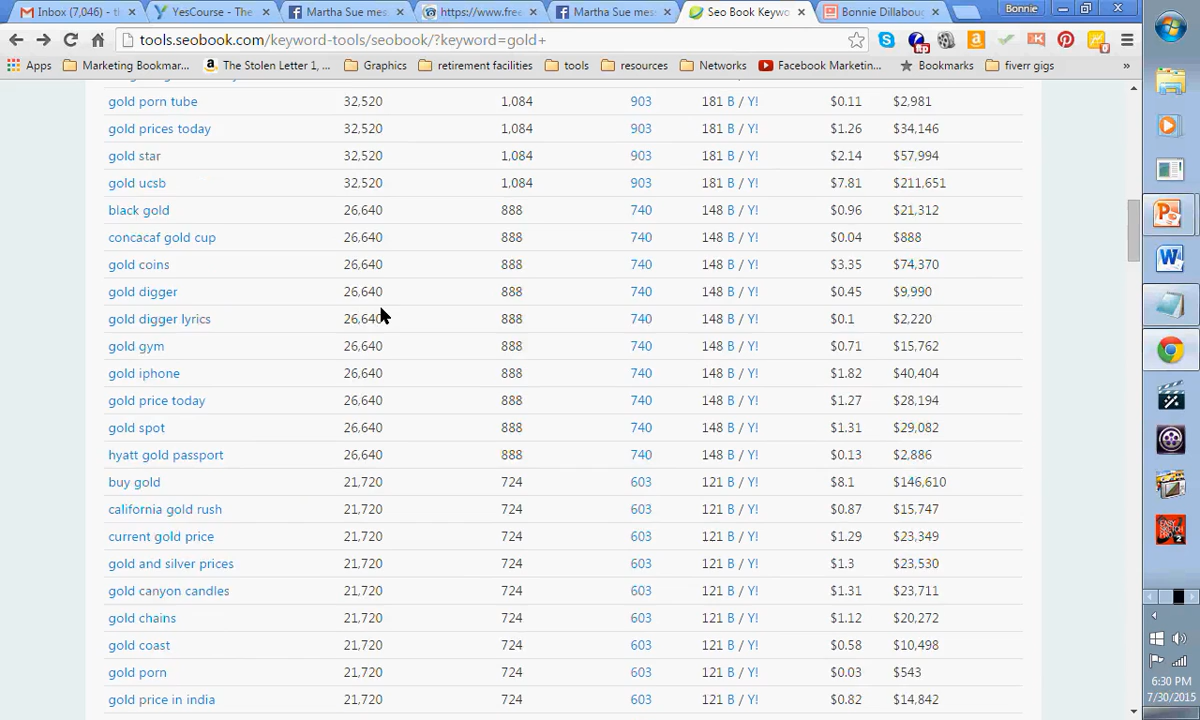 Inbox (7,046) - t
YesCourse - The
Martha Sue mes
https://www.free
Martha Sue mess
Seo Book Keywo
Bonnie Dillaboug
Bonnie
tools.seobook.com/keyword-tools/seobook/?keyword=gold+
Apps Marketing Bookmar... The Stolen Letter 1, ... Graphics retirement facilities tools resources Networks Facebook Marketin... Bookmarks fiverr gigs »
gold porn tube 32,520 1,084 903 181 B / Y! $0.11 $2,981
gold prices today 32,520 1,084 903 181 B / Y! $1.26 $34,146
gold star 32,520 1,084 903 181 B / Y! $2.14 $57,994
gold ucsb 32,520 1,084 903 181 B / Y! $7.81 $211,651
black gold 26,640 888 740 148 B / Y! $0.96 $21,312
concacaf gold cup 26,640 888 740 148 B / Y! $0.04 $888
gold coins 26,640 888 740 148 B / Y! $3.35 $74,370
gold digger 26,640 888 740 148 B / Y! $0.45 $9,990
gold digger lyrics 26,640 888 740 148 B / Y! $0.1 $2,220
gold gym 26,640 888 740 148 B / Y! $0.71 $15,762
gold iphone 26,640 888 740 148 B / Y! $1.82 $40,404
gold price today 26,640 888 740 148 B / Y! $1.27 $28,194
gold spot 26,640 888 740 148 B / Y! $1.31 $29,082
hyatt gold passport 26,640 888 740 148 B / Y! $0.13 $2,886
buy gold 21,720 724 603 121 B / Y! $8.1 $146,610
california gold rush 21,720 724 603 121 B / Y! $0.87 $15,747
current gold price 21,720 724 603 121 B / Y! $1.29 $23,349
gold and silver prices 21,720 724 603 121 B / Y! $1.3 $23,530
gold canyon candles 21,720 724 603 121 B / Y! $1.31 $23,711
gold chains 21,720 724 603 121 B / Y! $1.12 $20,272
gold coast 21,720 724 603 121 B / Y! $0.58 $10,498
gold porn 21,720 724 603 121 B / Y! $0.03 $543
gold price in india 21,720 724 603 121 B / Y! $0.82 $14,842
6:30 PM
7/30/2015